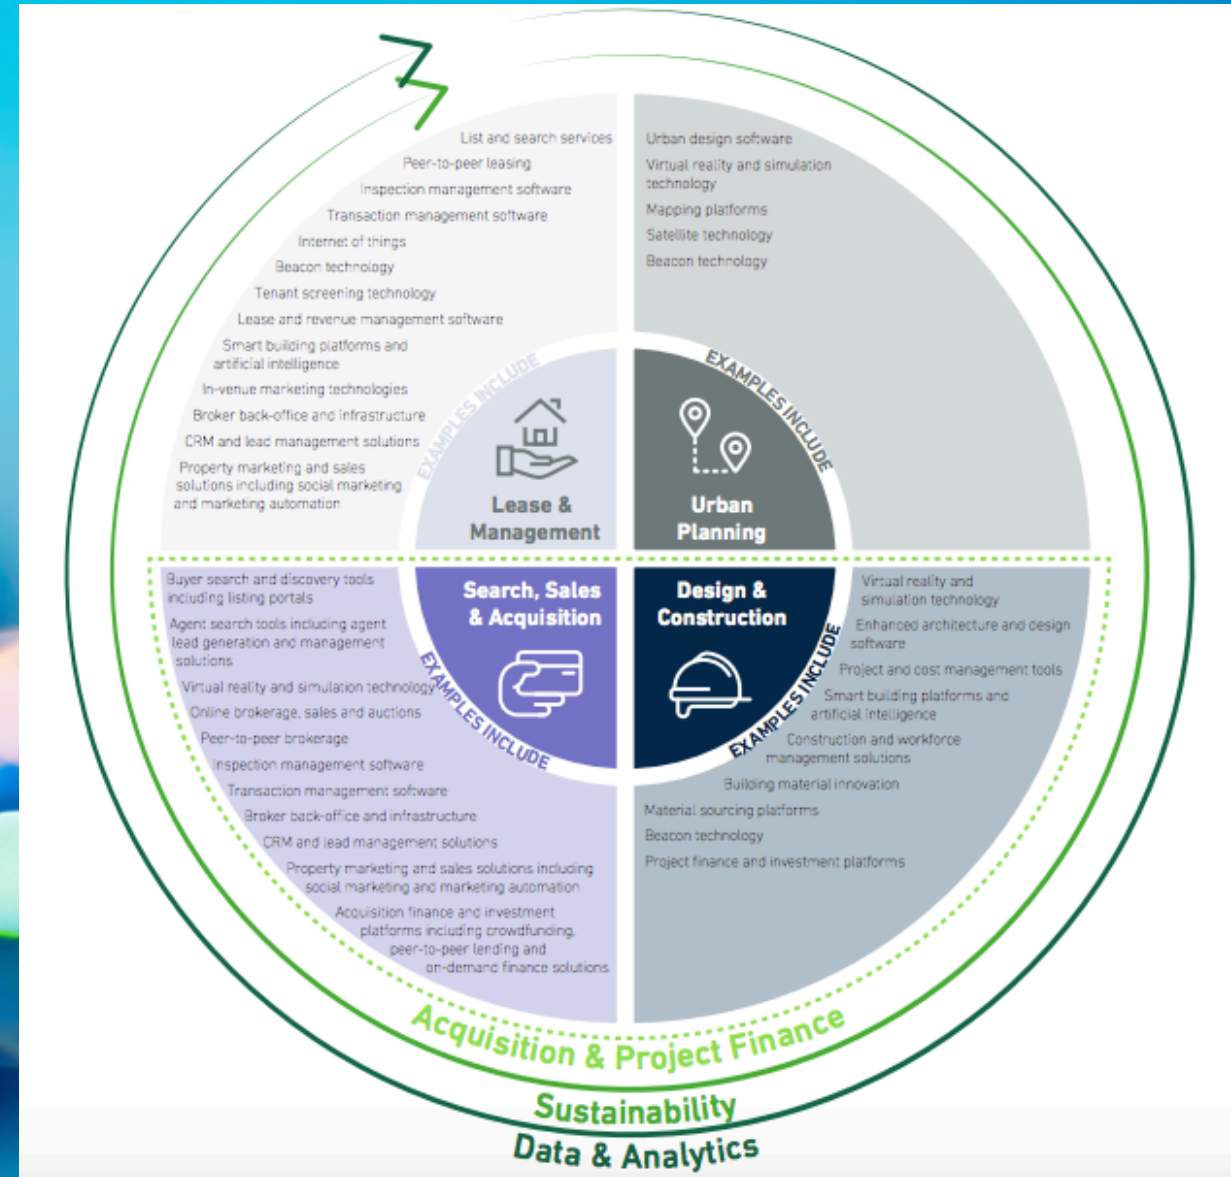 List and search services
Peer-to-peer leasing
Inspection management software
Transaction management software
Internet of things
Beacon technology
Tenant screening technology
Lease and revenue management software
Smart building platforms and
artificial intelligence
In-venue marketing technologies
Broker back-office and infrastructure
CRM and lead management solutions
Property marketing and sales
solutions including social marketing
and marketing automation
EXAMPLES INCLUDE
Lease &
Management
Urban design software
Virtual reality and simulation
technology
Mapping platforms
Satellite technology
Beacon technology
EXAMPLES INCLUDE
Urban
Planning
Buyer search and discovery tools
including listing portals
Agent search tools including agent
lead generation and management
solutions
Virtual reality and simulation technology
Online brokerage, sales and auctions
Peer-to-peer brokerage
Inspection management software
Transaction management software
Broker back-office and infrastructure
CRM and lead management solutions
Property marketing and sales solutions including
social marketing and marketing automation
Acquisition finance and investment
platforms including crowdfunding,
peer-to-peer lending and
on-demand finance solutions
Search, Sales
& Acquisition
EXAMPLES INCLUDE
Design &
Construction
EXAMPLES INCLUDE
Virtual reality and
simulation technology
Enhanced architecture and design
software
Project and cost management tools
Smart building platforms and
artificial intelligence
Construction and workforce
management solutions
Building material innovation
Material sourcing platforms
Beacon technology
Project finance and investment platforms
Acquisition & Project Finance
Sustainability
Data & Analytics